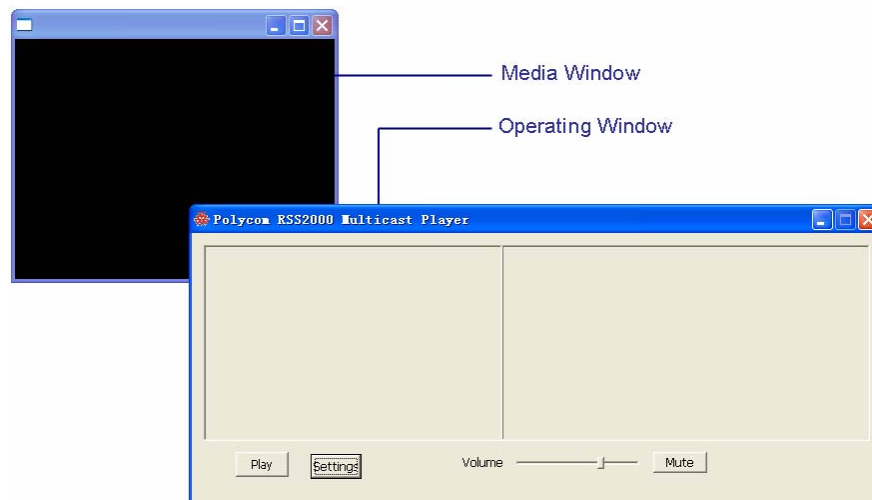 Media Window
Operating Window
Polycom RSS2000 Multicast Player
Play
Settings
Volume
Mute